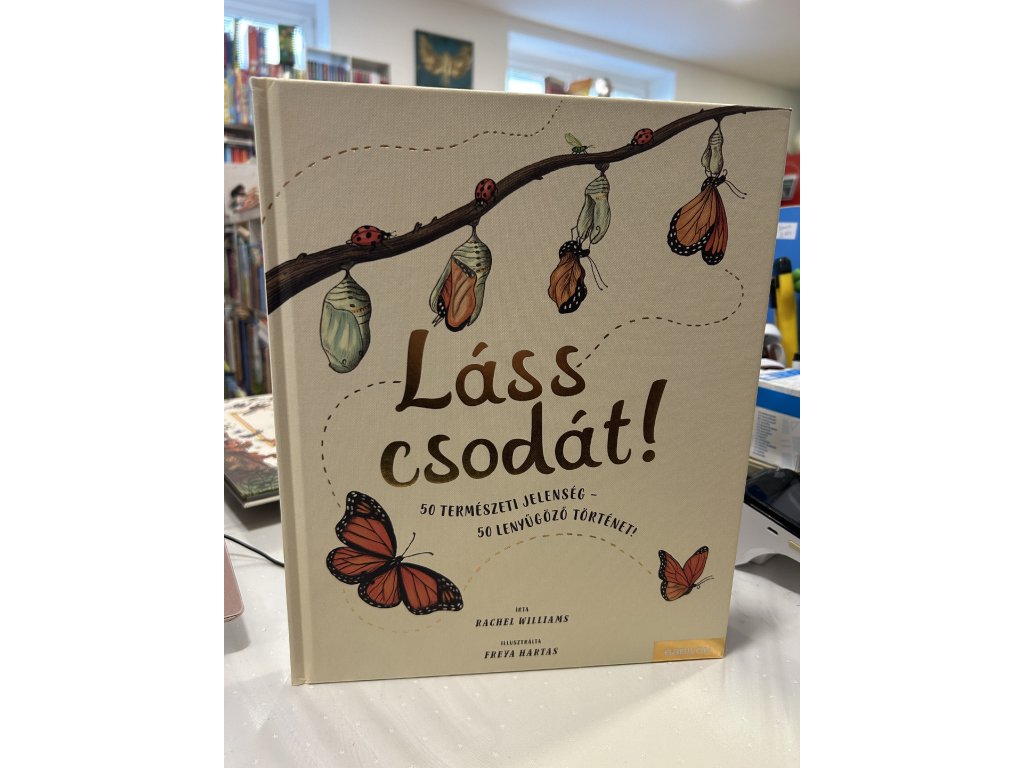 Láss
csodát!
50 TERMÉSZETI JELENSÉG –
50 LENYŰGÖZŐ TÖRTÉNET!
ÍRTA
RACHEL WILLIAMS
ILLUSZTRÁLTA
FREYA HARTAS